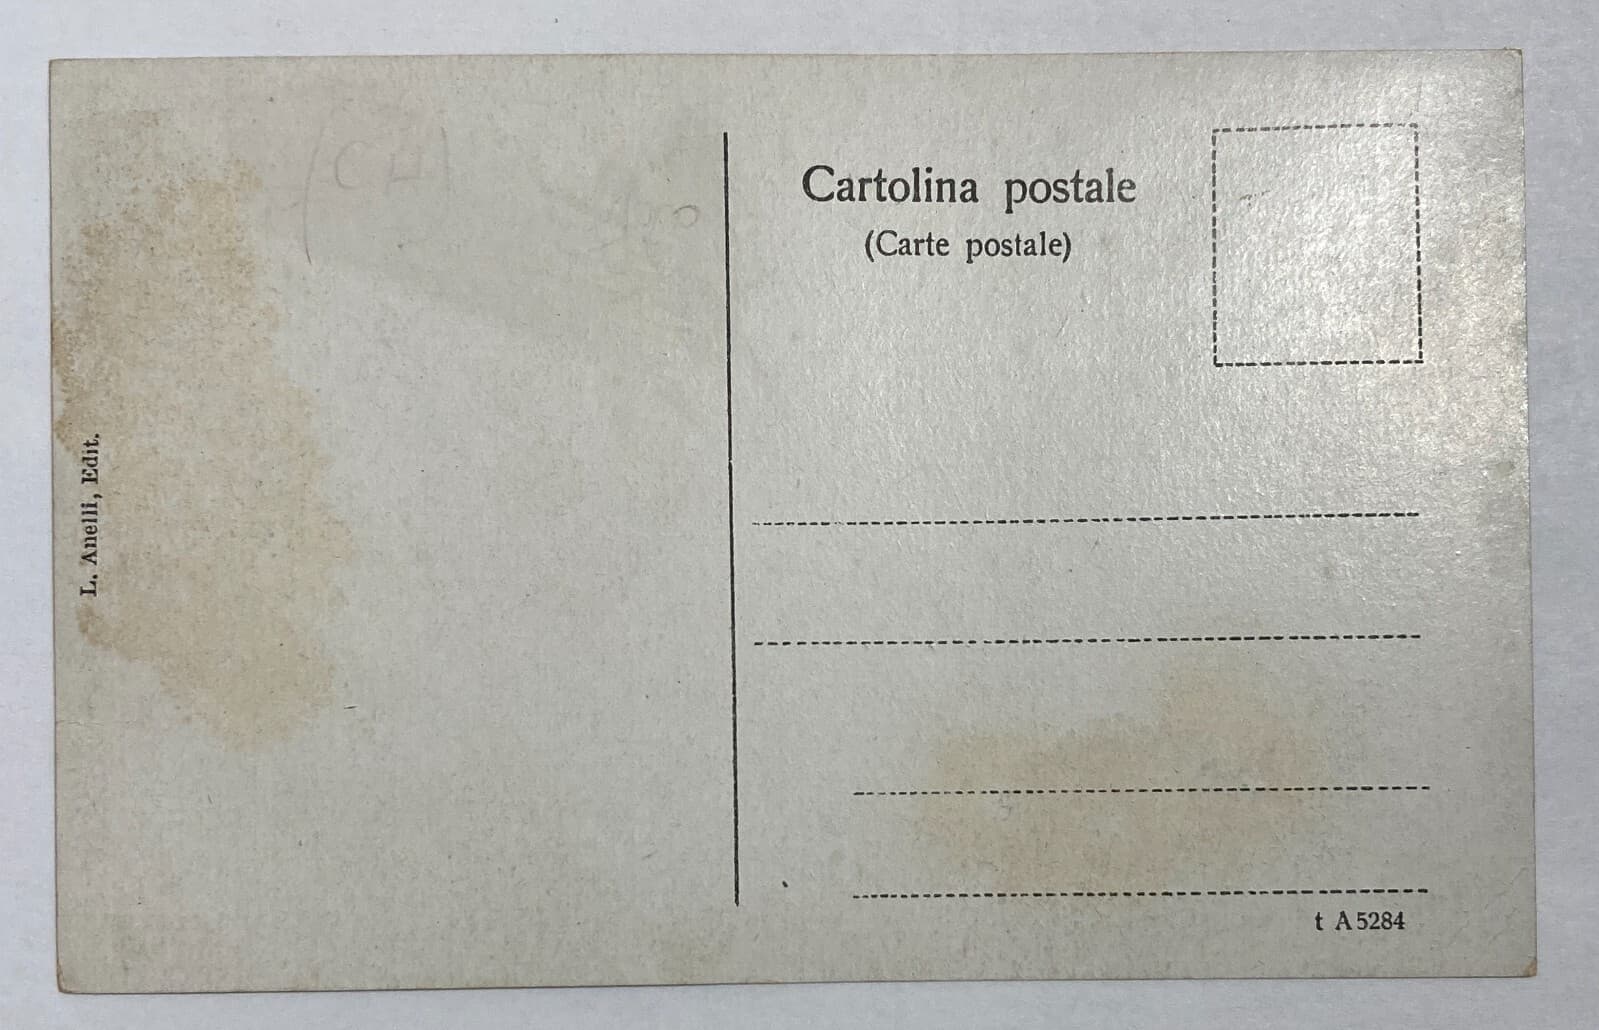 L. Anelli, Edit.
Cartolina postale
(Carte postale)
t A 5284